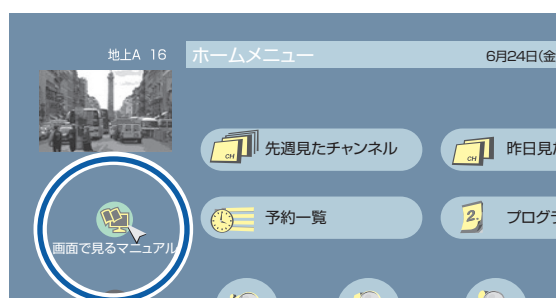 地上A 16
ホームメニュー
6月24日(金
先週見たチャンネル
昨日見た
予約一覧
プログラ
画面で見るマニュアル
CH
CH
2.